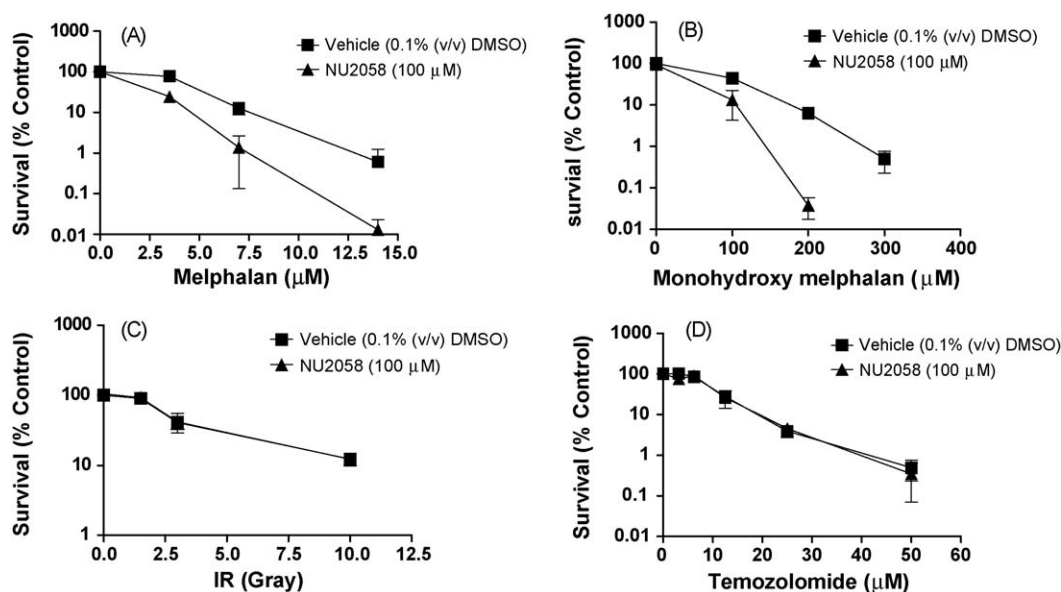 (A)
Vehicle (0.1% (v/v) DMSO)
NU2058 (100 μM)
Survival (% Control)
1000
100
10
1
0.1
0.01
0.0 2.5 5.0 7.5 10.0 12.5 15.0
Melphalan (μM)
(B)
Vehicle (0.1% (v/v) DMSO)
NU2058 (100 μM)
survial (% Control)
1000
100
10
1
0.1
0.01
0 100 200 300 400
Monohydroxy melphalan (μM)
(C)
Vehicle (0.1% (v/v) DMSO)
NU2058 (100 μM)
Survival (% Control)
1000
100
10
1
0.0 2.5 5.0 7.5 10.0 12.5
IR (Gray)
(D)
Vehicle (0.1% (v/v) DMSO)
NU2058 (100 μM)
Survival (% Control)
1000
100
10
1
0.1
0.01
0 10 20 30 40 50 60
Temozolomide (μM)